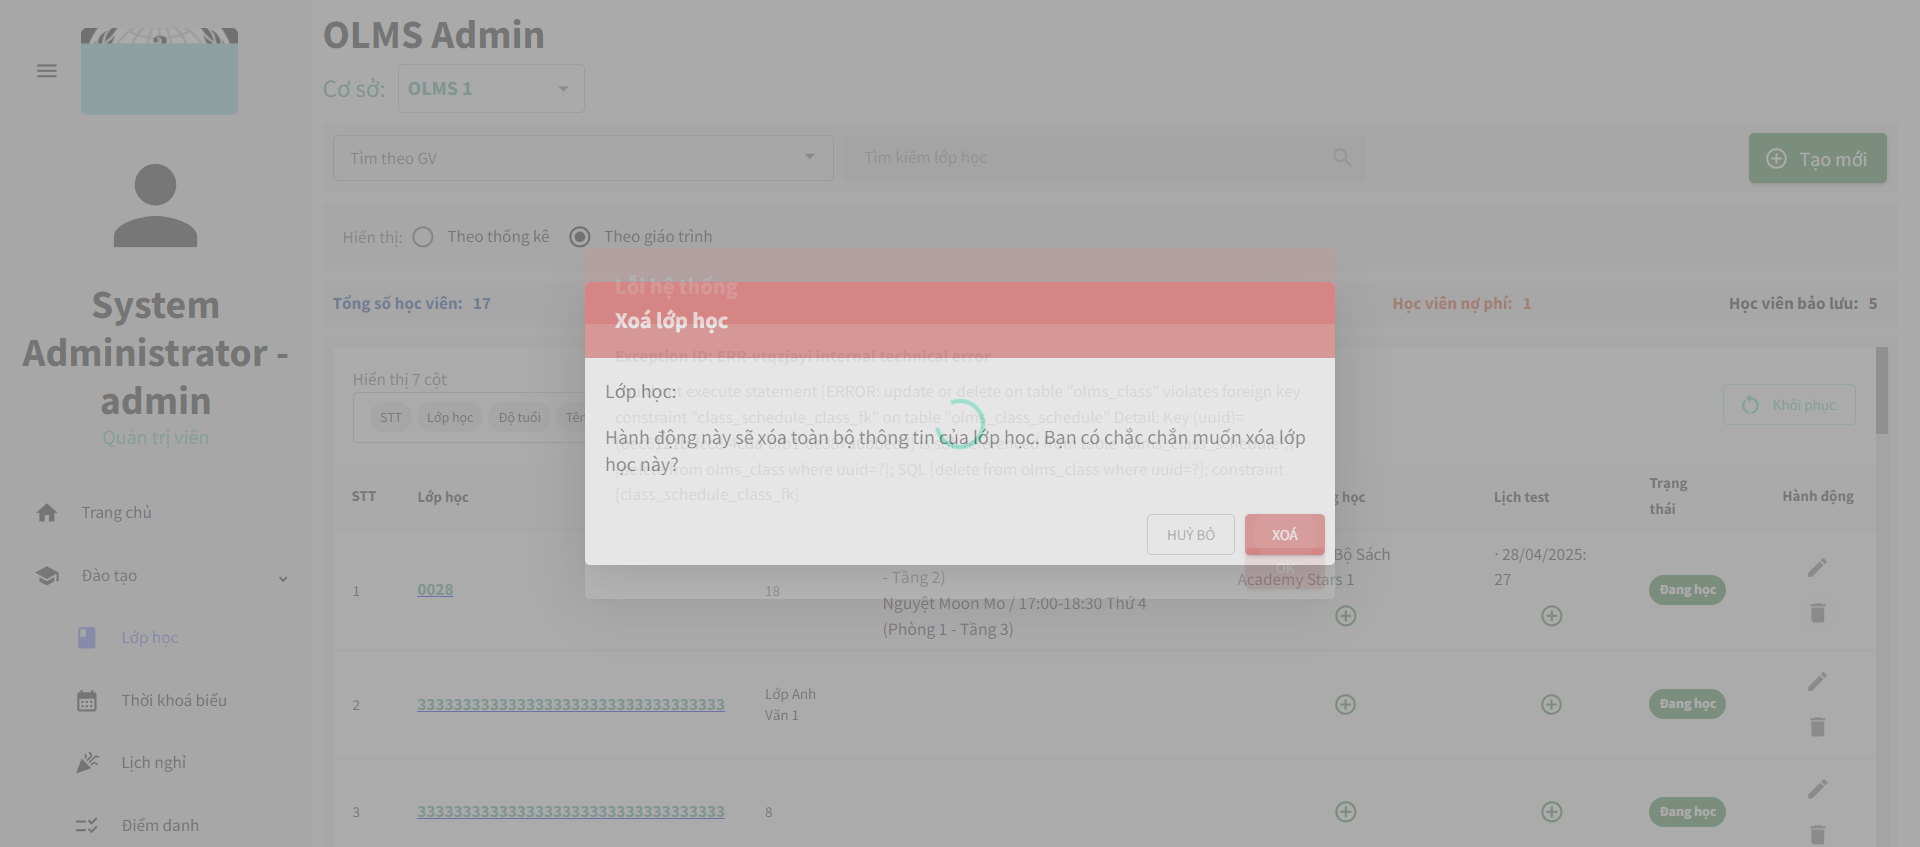 OLMS Admin
Cơ sở: OLMS 1
Tìm theo GV
Tìm kiếm lớp học
Tạo mới
Hiển thị: Theo thống kê Theo giáo trình
Tổng số học viên: 17
Học viên nợ phí: 1
Học viên bảo lưu: 5
System
Administrator -
admin
Quản trị viên
Trang chủ
Đào tạo
Lớp học
Thời khoá biểu
Lịch nghỉ
Điểm danh
Hiển thị 7 cột
STT Lớp học Độ tuổi Tên
Khôi phục
Lỗi hệ thống
Xoá lớp học
Exception ID: ERR-vtqzjayi internal technical error
execute statement [ERROR: update or delete on table "olms_class" violates foreign key
constraint "class_schedule_class_fk" on table "olms_class_schedule" Detail: Key (uuid)=
from olms_class where uuid=?]; SQL [delete from olms_class where uuid=?]; constraint
[class_schedule_class_fk]
OK
Lớp học:
Hành động này sẽ xóa toàn bộ thông tin của lớp học. Bạn có chắc chắn muốn xóa lớp
học này?
HUỶ BỎ
XOÁ
STT Lớp học học Lịch test Trạng thái Hành động
1 0028 18
- Tầng 2)
Nguyệt Moon Mo / 17:00-18:30 Thứ 4
(Phòng 1 - Tầng 3)
Bộ Sách
Academy Stars 1
· 28/04/2025:
27
Đang học
2 3333333333333333333333333333333333
Lớp Anh
Văn 1
Đang học
3 3333333333333333333333333333333333 8 Đang học